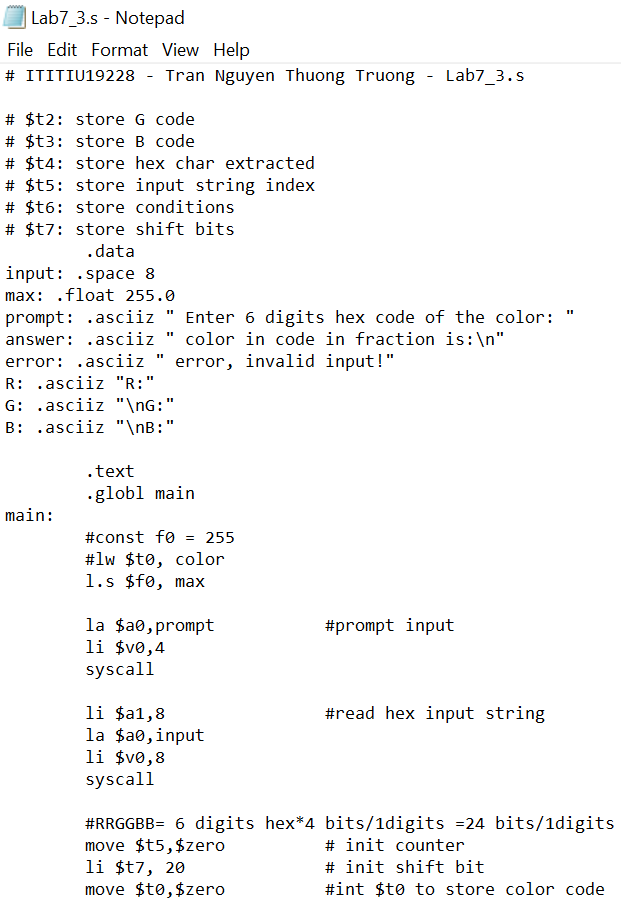 Lab7_3.s - Notepad
File Edit Format View Help
# ITITIU19228 - Tran Nguyen Thuong Truong - Lab7_3.s
# $t2: store G code
# $t3: store B code
# $t4: store hex char extracted
# $t5: store input string index
# $t6: store conditions
# $t7: store shift bits
.data
input: .space 8
max: .float 255.0
prompt: .asciiz " Enter 6 digits hex code of the color: "
answer: .asciiz " color in code in fraction is:\n"
error: .asciiz " error, invalid input!"
R: .asciiz "R:"
G: .asciiz "\nG:"
B: .asciiz "\nB:"
.text
.globl main
main:
#const f0 = 255
#lw $t0, color
l.s $f0, max
la $a0,prompt #prompt input
li $v0,4
syscall
li $a1,8 #read hex input string
la $a0,input
li $v0,8
syscall
#RRGGBB= 6 digits hex*4 bits/1digits =24 bits/1digits
move $t5,$zero # init counter
li $t7, 20 # init shift bit
move $t0,$zero #int $t0 to store color code